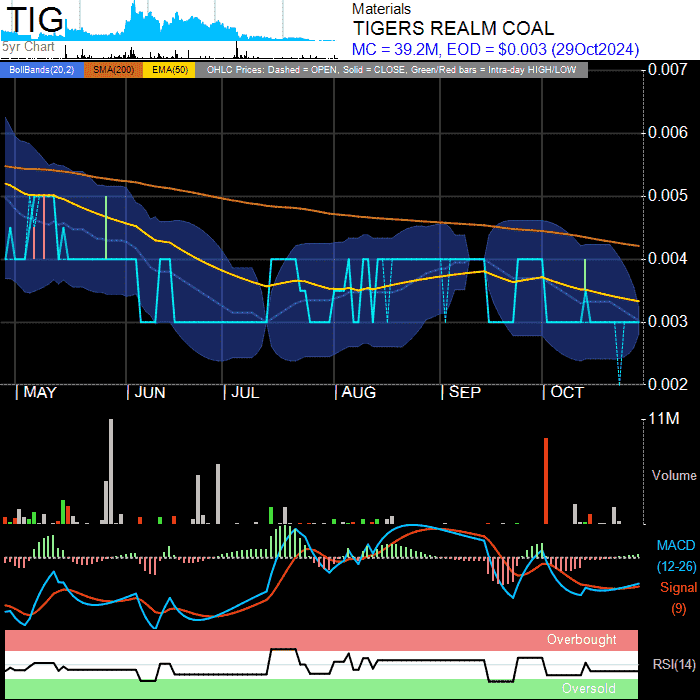 TIG
5yr Chart
Materials
TIGERS REALM COAL
MC = 39.2M, EOD = $0.003 (29Oct2024)
BollBands(20,2) SMA(200) EMA(50) OHLC Prices: Dashed = OPEN, Solid = CLOSE, Green/Red bars = Intra-day HIGH/LOW
0.007
0.006
0.005
0.004
0.003
0.002
MAY JUN JUL AUG SEP OCT
11M
Volume
MACD
(12-26)
Signal
(9)
Overbought
RSI(14)
Oversold